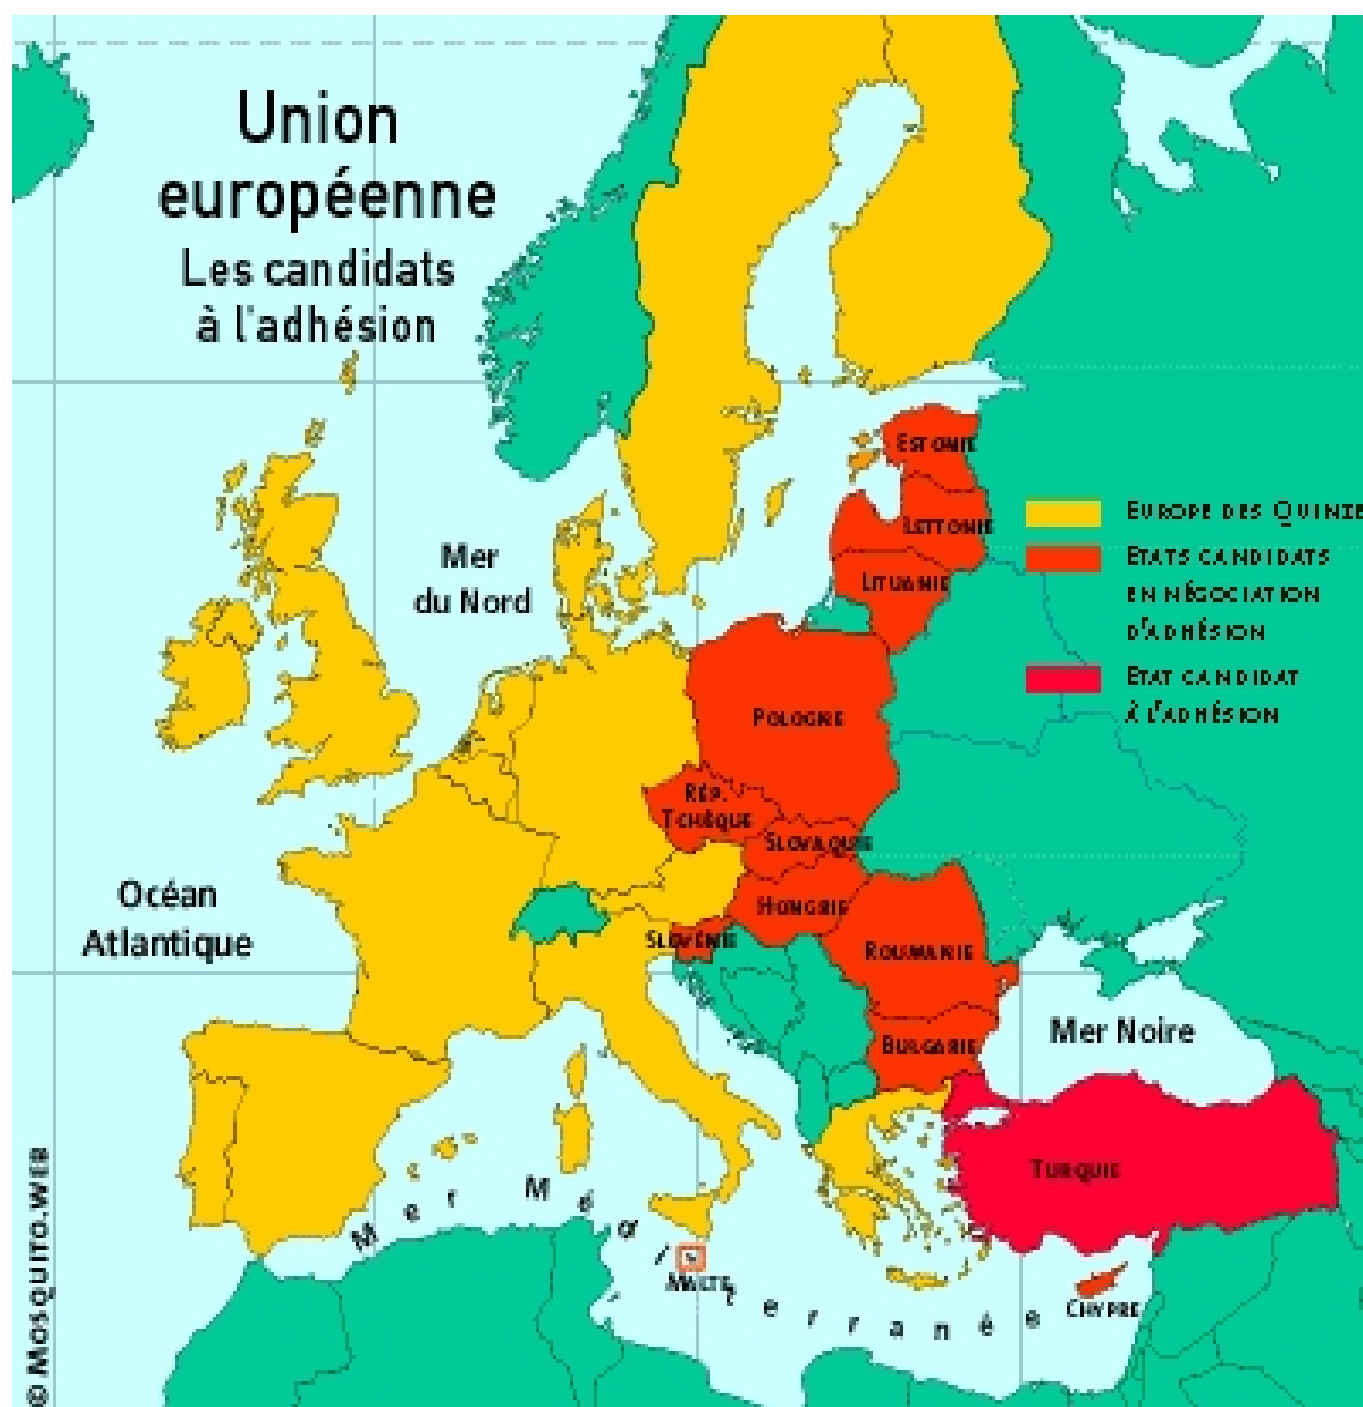 Union
européenne
Les candidats
à l'adhésion
ESTONIE
LETTONIE
LITUANIE
Mer
du Nord
EUROPE DES QUINZE
ETATS CANDIDATS
EN NÉGOCIATION
D'ADHÉSION
ETAT CANDIDAT
À L'ADHÉSION
POLOGNE
RÉP.
TCHÈQUE
SLOVAQUIE
HONGRIE
SLOVÉNIE
ROUMANIE
BULGARIE
Océan
Atlantique
Mer Noire
TURQUIE
Mer Méditerranée
MALTE
CHYPRE
© MOSQUITO.WEB